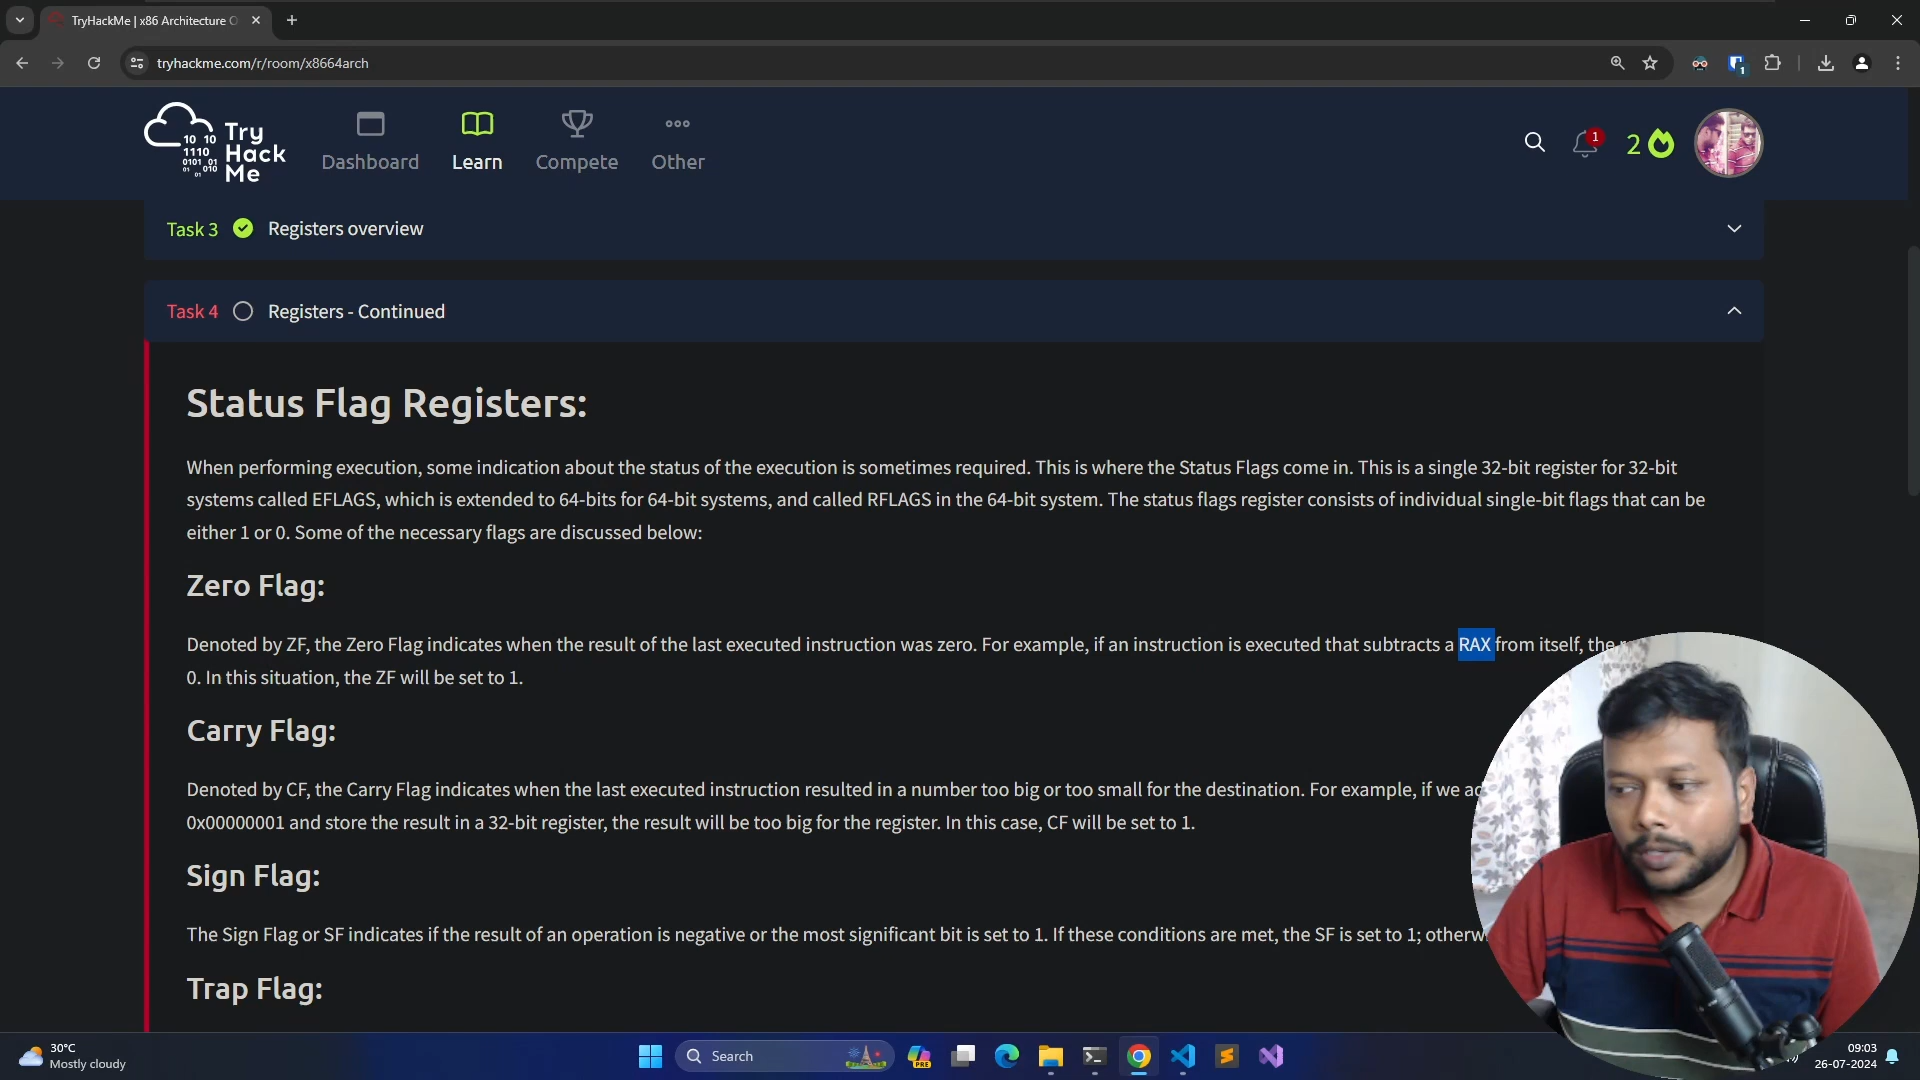 TryHackMe | x86 Architecture O
tryhackme.com/r/room/x8664arch
1
10 10
1110
0101 01
01 010
01
Try
Hack
Me
Dashboard
Learn
Compete
Other
1
2
Task 3 Registers overview
Task 4 Registers - Continued
Status Flag Registers:
When performing execution, some indication about the status of the execution is sometimes required. This is where the Status Flags come in. This is a single 32-bit register for 32-bit
systems called EFLAGS, which is extended to 64-bits for 64-bit systems, and called RFLAGS in the 64-bit system. The status flags register consists of individual single-bit flags that can be
either 1 or 0. Some of the necessary flags are discussed below:
Zero Flag:
Denoted by ZF, the Zero Flag indicates when the result of the last executed instruction was zero. For example, if an instruction is executed that subtracts a RAX from itself, the
0. In this situation, the ZF will be set to 1.
Carry Flag:
Denoted by CF, the Carry Flag indicates when the last executed instruction resulted in a number too big or too small for the destination. For example, if we
0x00000001 and store the result in a 32-bit register, the result will be too big for the register. In this case, CF will be set to 1.
Sign Flag:
The Sign Flag or SF indicates if the result of an operation is negative or the most significant bit is set to 1. If these conditions are met, the SF is set to 1;
Trap Flag:
30°C
Mostly cloudy
Search
PRE
09:03
26-07-2024